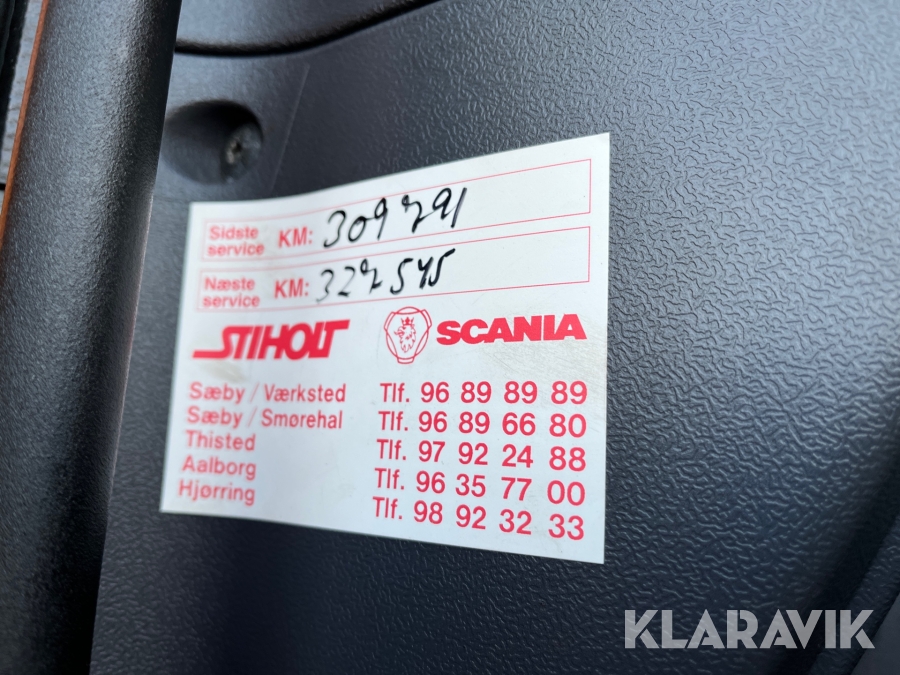 Sidste service KM: 309791
Næste service KM: 327545
STIHOLT SCANIA
Sæby / Værksted Tlf. 96 89 89 89
Sæby / Smørehal Tlf. 96 89 66 80
Thisted Tlf. 97 92 24 88
Aalborg Tlf. 96 35 77 00
Hjørring Tlf. 98 92 32 33
KLARAVIK